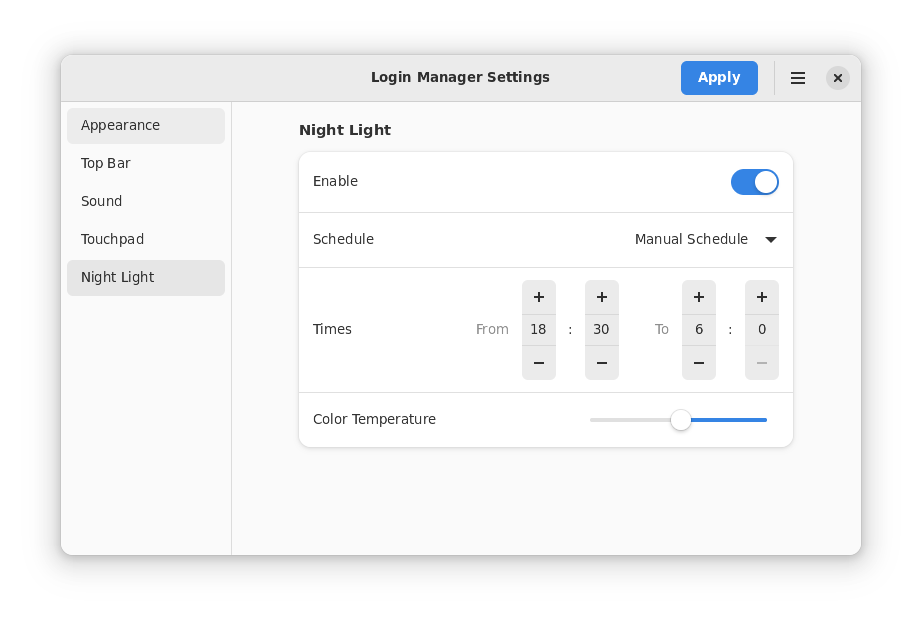 Login Manager Settings
Apply
Appearance
Top Bar
Sound
Touchpad
Night Light
Night Light
Enable
Schedule
Manual Schedule
Times
From
18 : 30
To
6 : 0
Color Temperature